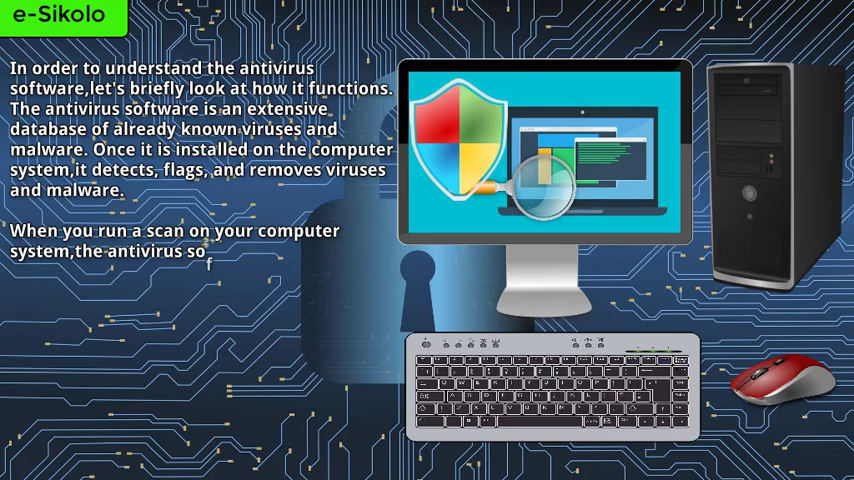 e-Sikolo
In order to understand the antivirus
software,let's briefly look at how it functions.
The antivirus software is an extensive
database of already known viruses and
malware. Once it is installed on the computer
system,it detects, flags, and removes viruses
and malware.
When you run a scan on your computer
system,the antivirus sof